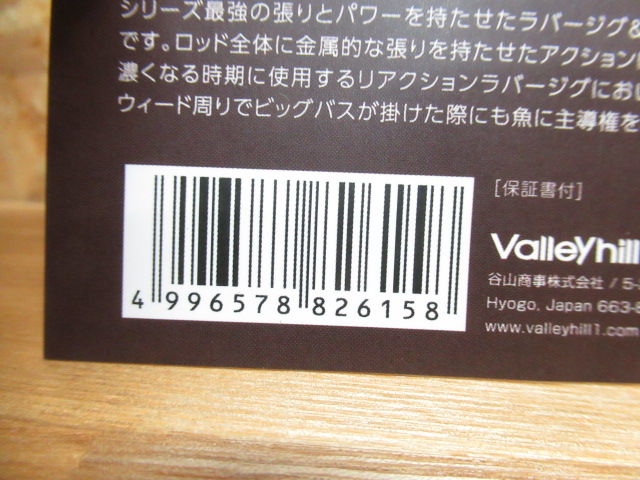 シリーズ最強の張りとパワーを持たせたラバージグ&
です。ロッド全体に金属的な張りを持たせたアクション
濃くなる時期に使用するリアクションラバージグにおい
ウィード周りでビッグバスが掛けた際にも魚に主導権を
4 996578 826158
[保証書付]
Valleyhill
谷山商事株式会社 / 5-
Hyogo, Japan 663-8
www.valleyhill1.com